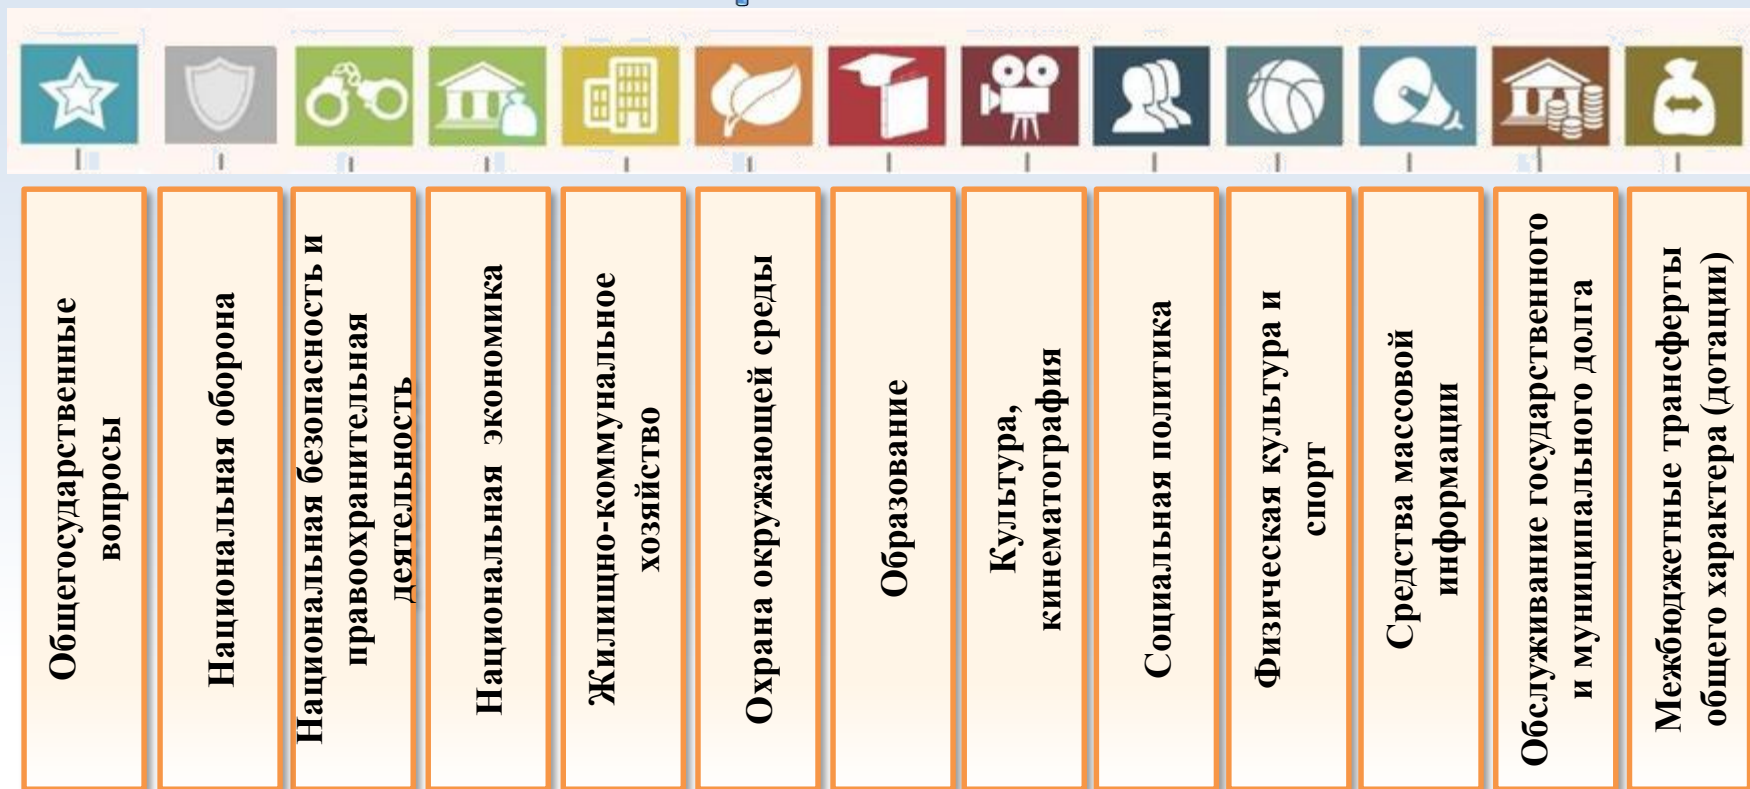 Общегосударственные
вопросы
Национальная оборона
Национальная безопасность и
правоохранительная
деятельность
Национальная экономика
Жилищно-коммунальное
хозяйство
Охрана окружающей среды
Образование
Культура,
кинематография
Социальная политика
Физическая культура и
спорт
Средства массовой
информации
Обслуживание государственного
и муниципального долга
Межбюджетные трансферты
общего характера (дотации)